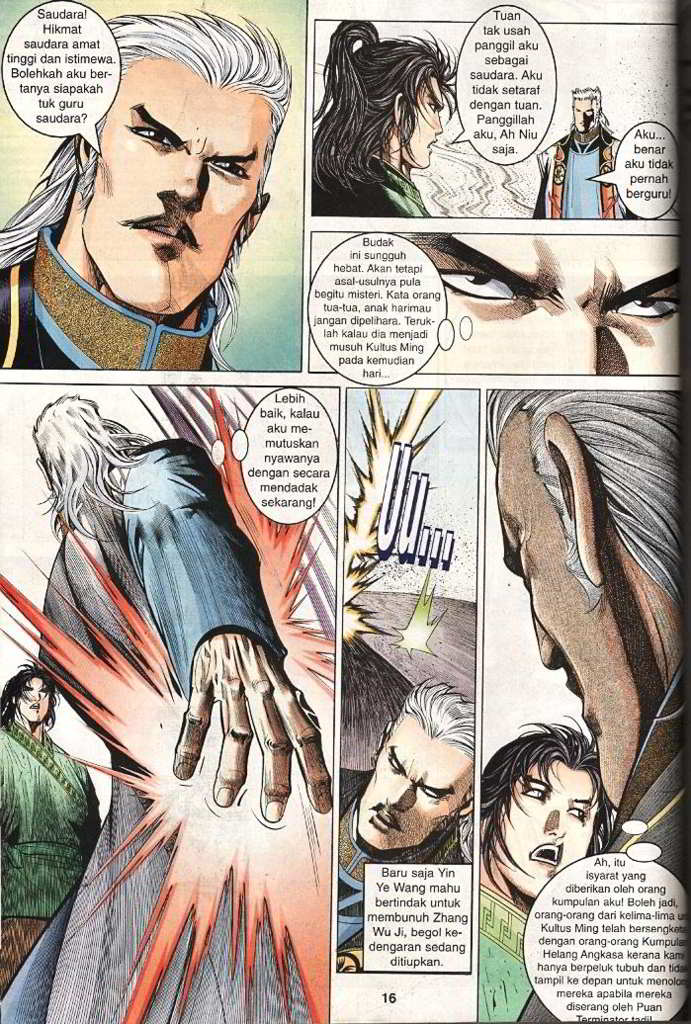 Saudara!
Hikmat
saudara amat
tinggi dan istimewa.
Bolehkah aku ber-
tanya siapakah
tuk guru
saudara?
Tuan
tak usah
panggil aku
sebagai
saudara. Aku
tidak setaraf
dengan tuan.
Panggillah
aku, Ah Niu
saja.
Aku...
benar
aku tidak
pernah
berguru!
Budak
ini sungguh
hebat. Akan tetapi
asal-usulnya pula
begitu misteri. Kata orang
tua-tua, anak harimau
jangan dipelihara. Teruk-
lah kalau dia menjadi
musuh Kultus Ming
pada kemudian
hari...
Lebih
baik, kalau
aku me-
mutuskan
nyawanya
dengan secara
mendadak
sekarang!
Uu...
Baru saja Yin
Ye Wang mahu
bertindak untuk
membunuh Zhang
Wu Ji, begol ke-
dengaran sedang
ditiupkan.
Ah, itu
isyarat yang
diberikan oleh orang
kumpulan aku! Boleh jadi,
orang-orang dari kelima-lima
Kultus Ming telah bersengketa
dengan orang-orang Kumpulan
Helang Angkasa kerana kami
hanya berpeluk tubuh dan tidak
tampil ke depan untuk menolong
mereka apabila mereka
diserang oleh Puan
Terminator tadi!
16